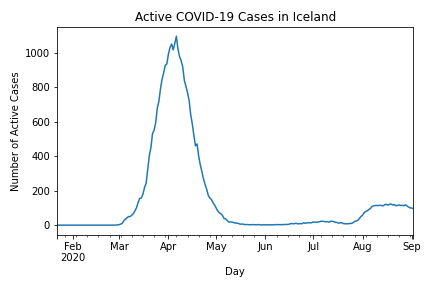 Active COVID-19 Cases in Iceland
Number of Active Cases
1000
800
600
400
200
0
Feb Mar Apr May Jun Jul Aug Sep
2020
Day